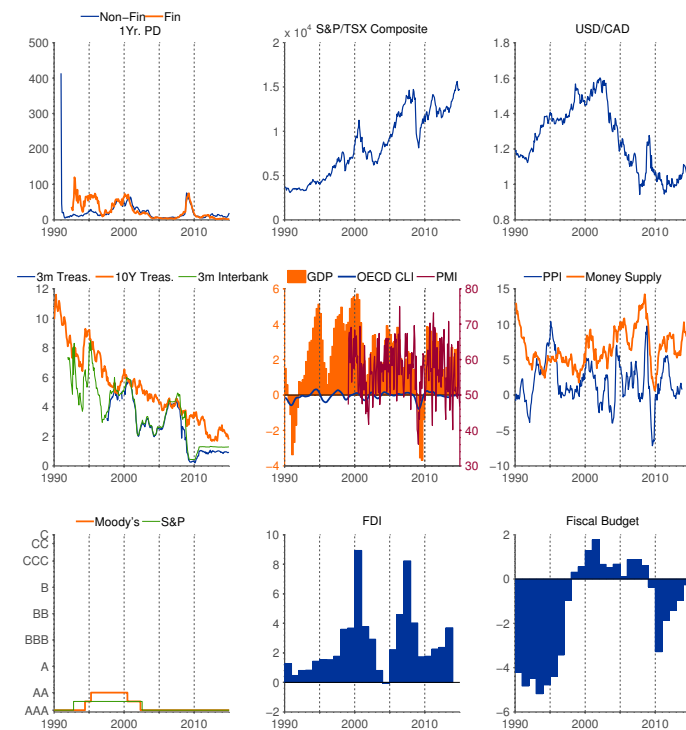 Non−Fin Fin
1Yr. PD
500
400
300
200
100
0
1990 2000 2010
x 10^4 S&P/TSX Composite
2
1.5
1
0.5
0
1990 2000 2010
USD/CAD
1.8
1.6
1.4
1.2
1
0.8
1990 2000 2010
3m Treas. 10Y Treas. 3m Interbank
12
10
8
6
4
2
0
1990 2000 2010
GDP OECD CLI PMI
6 80
4 70
2 60
0 50
−2 40
−4 30
1990 2000 2010
PPI Money Supply
15
10
5
0
−5
−10
1990 2000 2010
Moody's S&P
C
CC
CCC
B
BB
BBB
A
AA
AAA
1990 2000 2010
FDI
10
8
6
4
2
0
−2
1990 2000 2010
Fiscal Budget
2
0
−2
−4
−6
1990 2000 2010